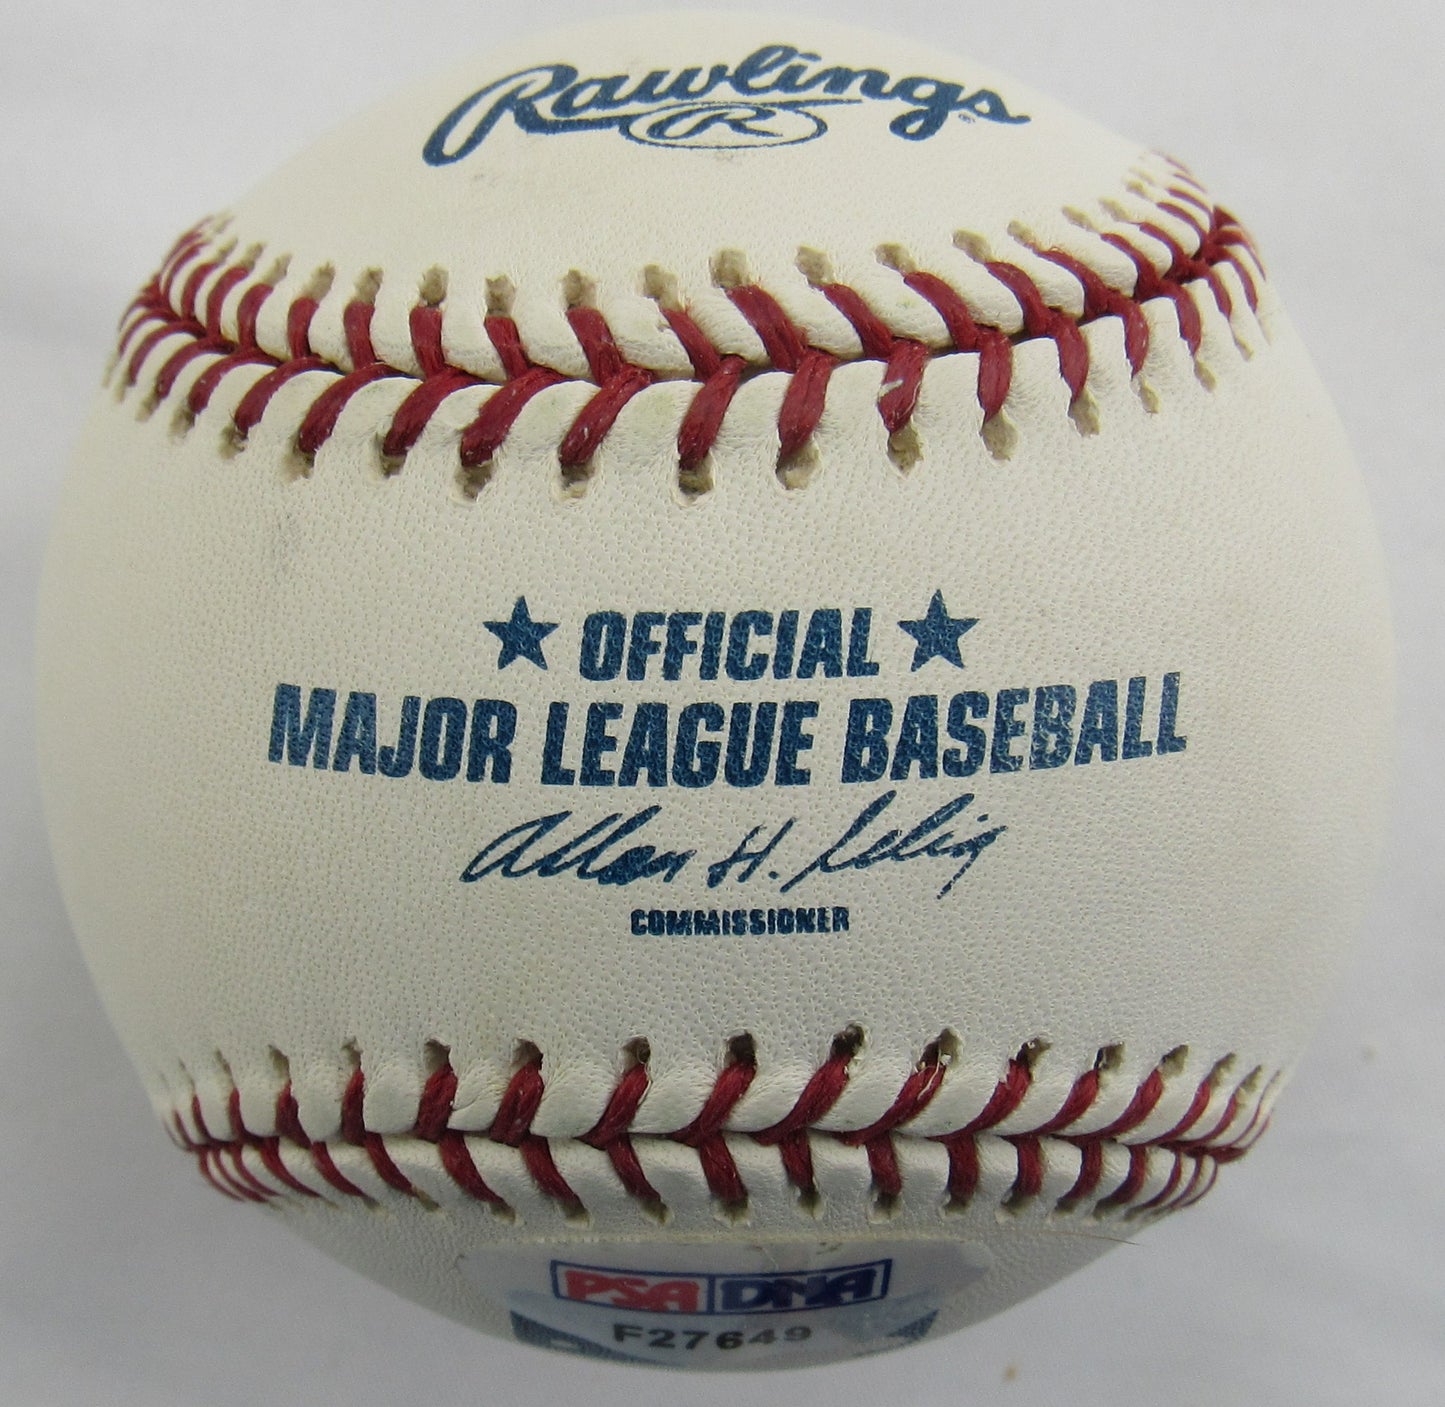 Rawlings
R
OFFICIAL
MAJOR LEAGUE BASEBALL
Allan H. Selig
COMMISSIONER
PSA DNA
F27649